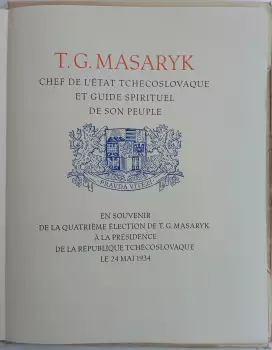 T. G. MASARYK
CHEF DE L'ÉTAT TCHECOSLOVAQUE
ET GUIDE SPIRITUEL
DE SON PEUPLE
PRAVDA VÍTĚZÍ
EN SOUVENIR
DE LA QUATRIÈME ÉLECTION DE T. G. MASARYK
À LA PRÉSIDENCE
DE LA RÉPUBLIQUE TCHÉCOSLOVAQUE
LE 24 MAI 1934